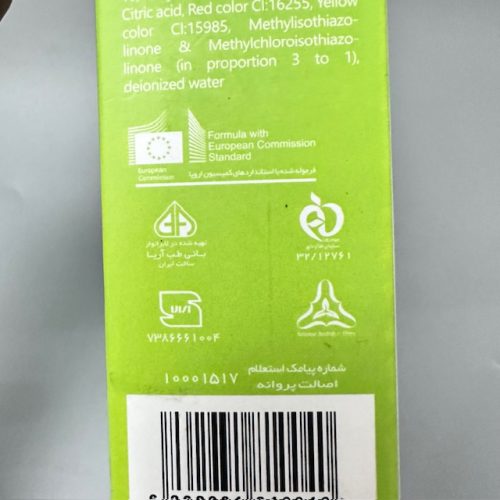 Citric acid, Red color CI:16255, Yellow
color CI:15985, Methylisothiazo-
linone & Methylchloroisothiazo-
linone (in proportion 3 to 1),
deionized water
Formula with
European Commission
Standard
European
Commission
فرموله شده با استانداردهای کمیسیون اروپا
تهیه شده در لابراتوار
بانی طب آریا
ساخت ایران
۳۲/۱۲۷۶۱
۷۳۸۶۶۶۱۰۰۴
شماره پیامک استعلام
اصالت پروانه
۱۰۰۰۱۵۱۷